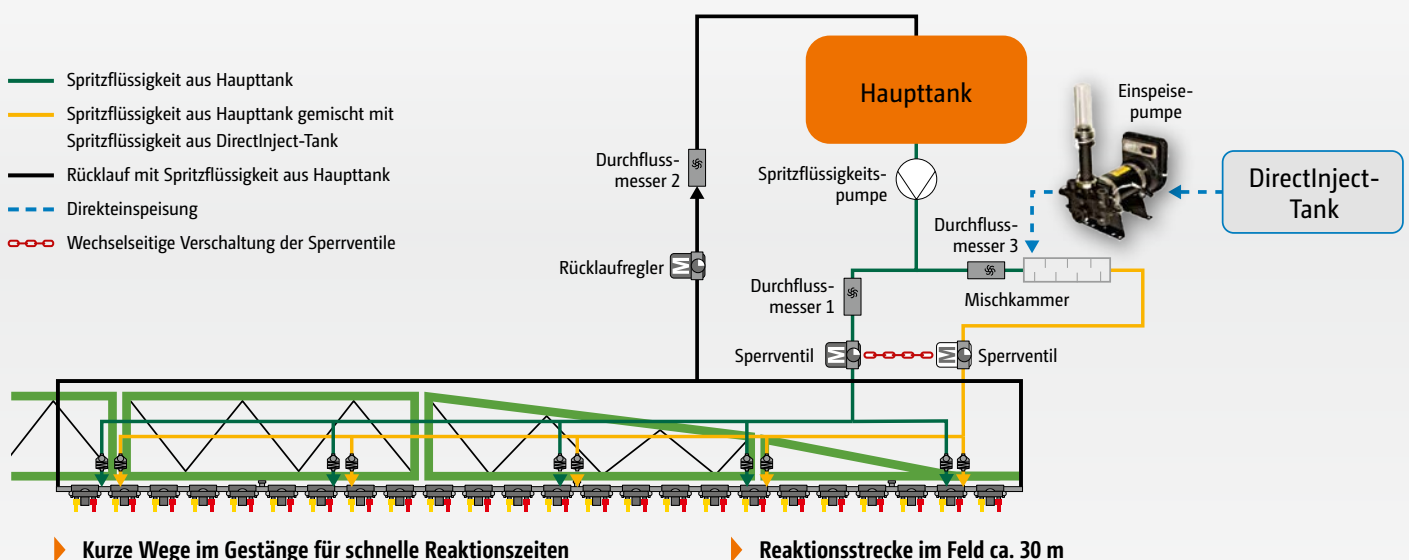 Spritzflüssigkeit aus Haupttank
Spritzflüssigkeit aus Haupttank gemischt mit
Spritzflüssigkeit aus DirectInject-Tank
Rücklauf mit Spritzflüssigkeit aus Haupttank
Direkteinspeisung
Wechselseitige Verschaltung der Sperrventile
Haupttank
Einspeise-
pumpe
Durchfluss-
messer 2
Spritzflüssigkeits-
pumpe
DirectInject-
Tank
Durchfluss-
messer 3
Rücklaufregler
M
Durchfluss-
messer 1
Mischkammer
Sperrventil
M
M
Sperrventil
Kurze Wege im Gestänge für schnelle Reaktionszeiten
Reaktionsstrecke im Feld ca. 30 m